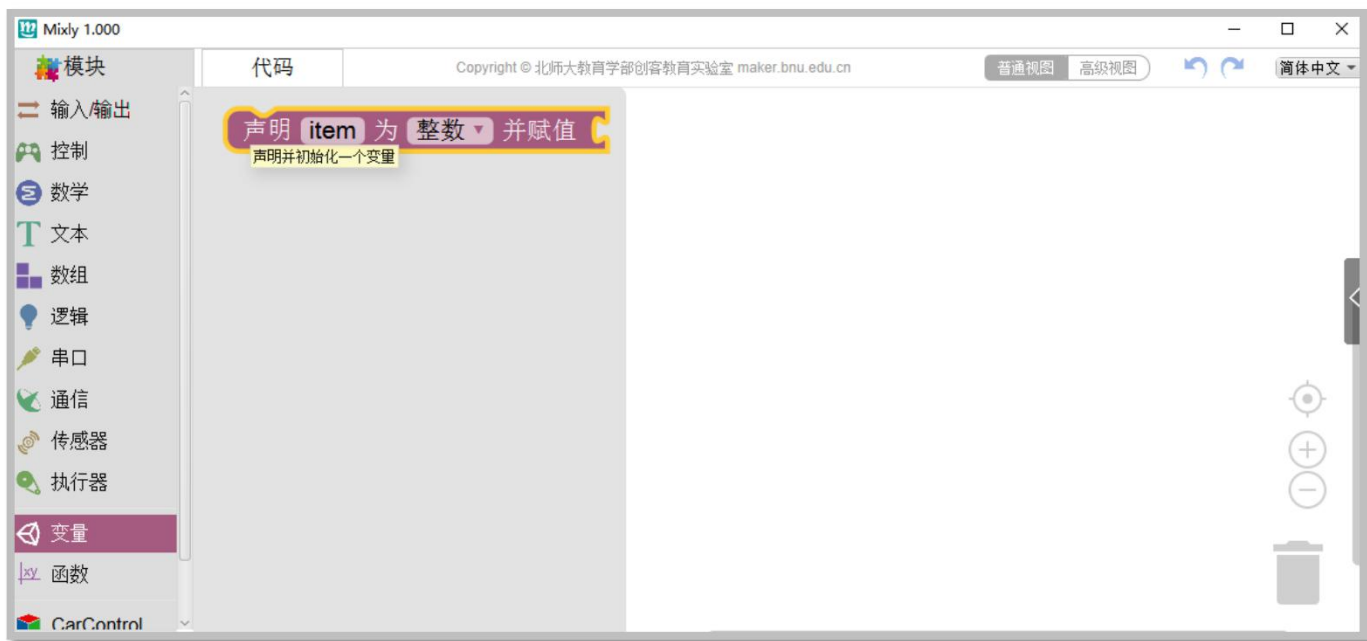 Mixly 1.000
模块
代码
Copyright © 北师大教育学部创客教育实验室 maker.bnu.edu.cn
普通视图
高级视图
简体中文
输入/输出
声明 item 为 整数 并赋值
声明并初始化一个变量
控制
数学
文本
数组
逻辑
串口
通信
传感器
执行器
变量
xy 函数
CarControl